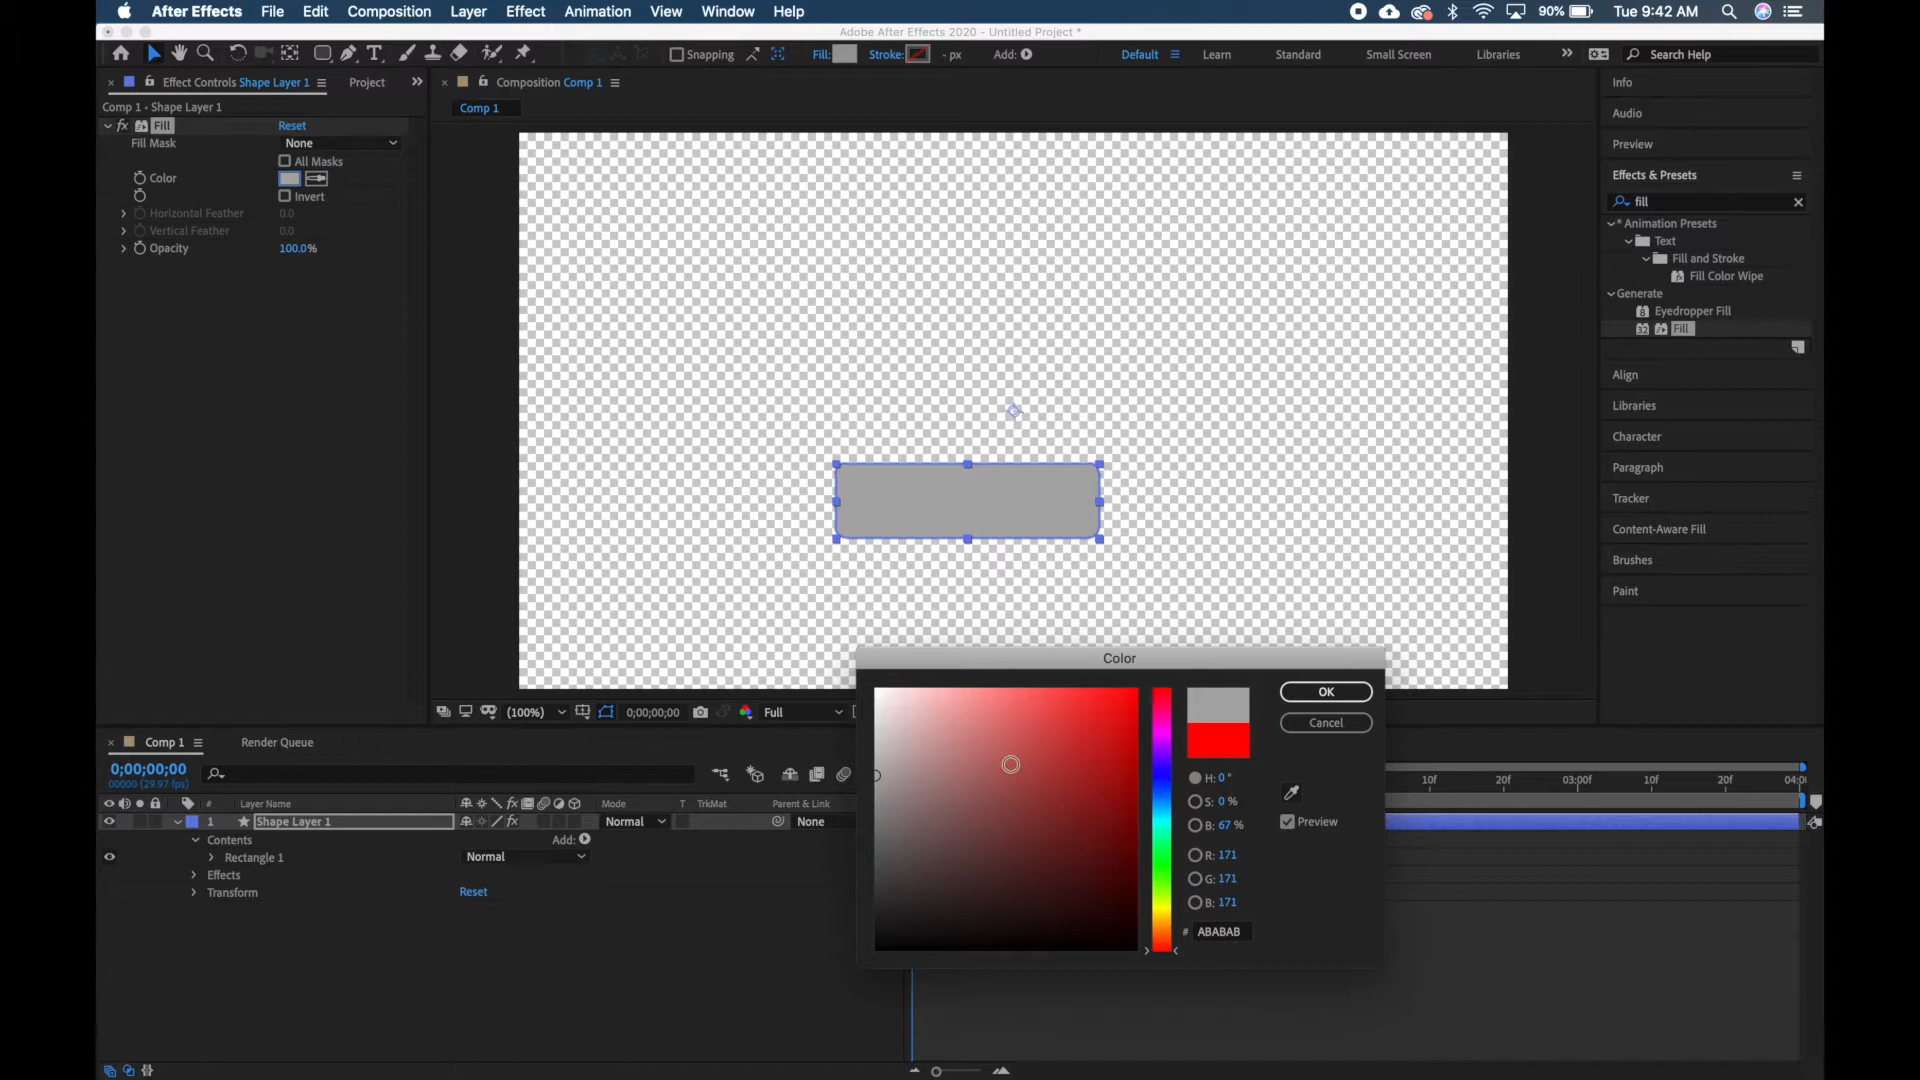 After Effects File Edit Composition Layer Effect Animation View Window Help 90% Tue 9:42 AM
Adobe After Effects 2020 - Untitled Project *
Snapping Fill: Stroke: - px Add: Default Learn Standard Small Screen Libraries Search Help
Effect Controls Shape Layer 1 Project
Composition Comp 1
Comp 1 - Shape Layer 1
Comp 1
fx Fill Reset
Fill Mask None
All Masks
Color
Invert
Horizontal Feather 0.0
Vertical Feather 0.0
Opacity 100.0%
Info
Audio
Preview
Effects & Presets
fill
* Animation Presets
Text
Fill and Stroke
Fill Color Wipe
Generate
Eyedropper Fill
32 Fill
Align
Libraries
Character
Paragraph
Tracker
Content-Aware Fill
Brushes
Paint
(100%) 0;00;00;00 Full
Color
OK
Cancel
H: 0 °
S: 0 %
B: 67 %
R: 171
G: 171
B: 171
# ABABAB
Preview
Comp 1 Render Queue
0;00;00;00
00000 (29.97 fps)
10f 20f 03:00f 10f 20f 04:0
# Layer Name fx Mode T TrkMat Parent & Link
1 Shape Layer 1 fx Normal None
Contents Add:
Rectangle 1 Normal
Effects
Transform Reset